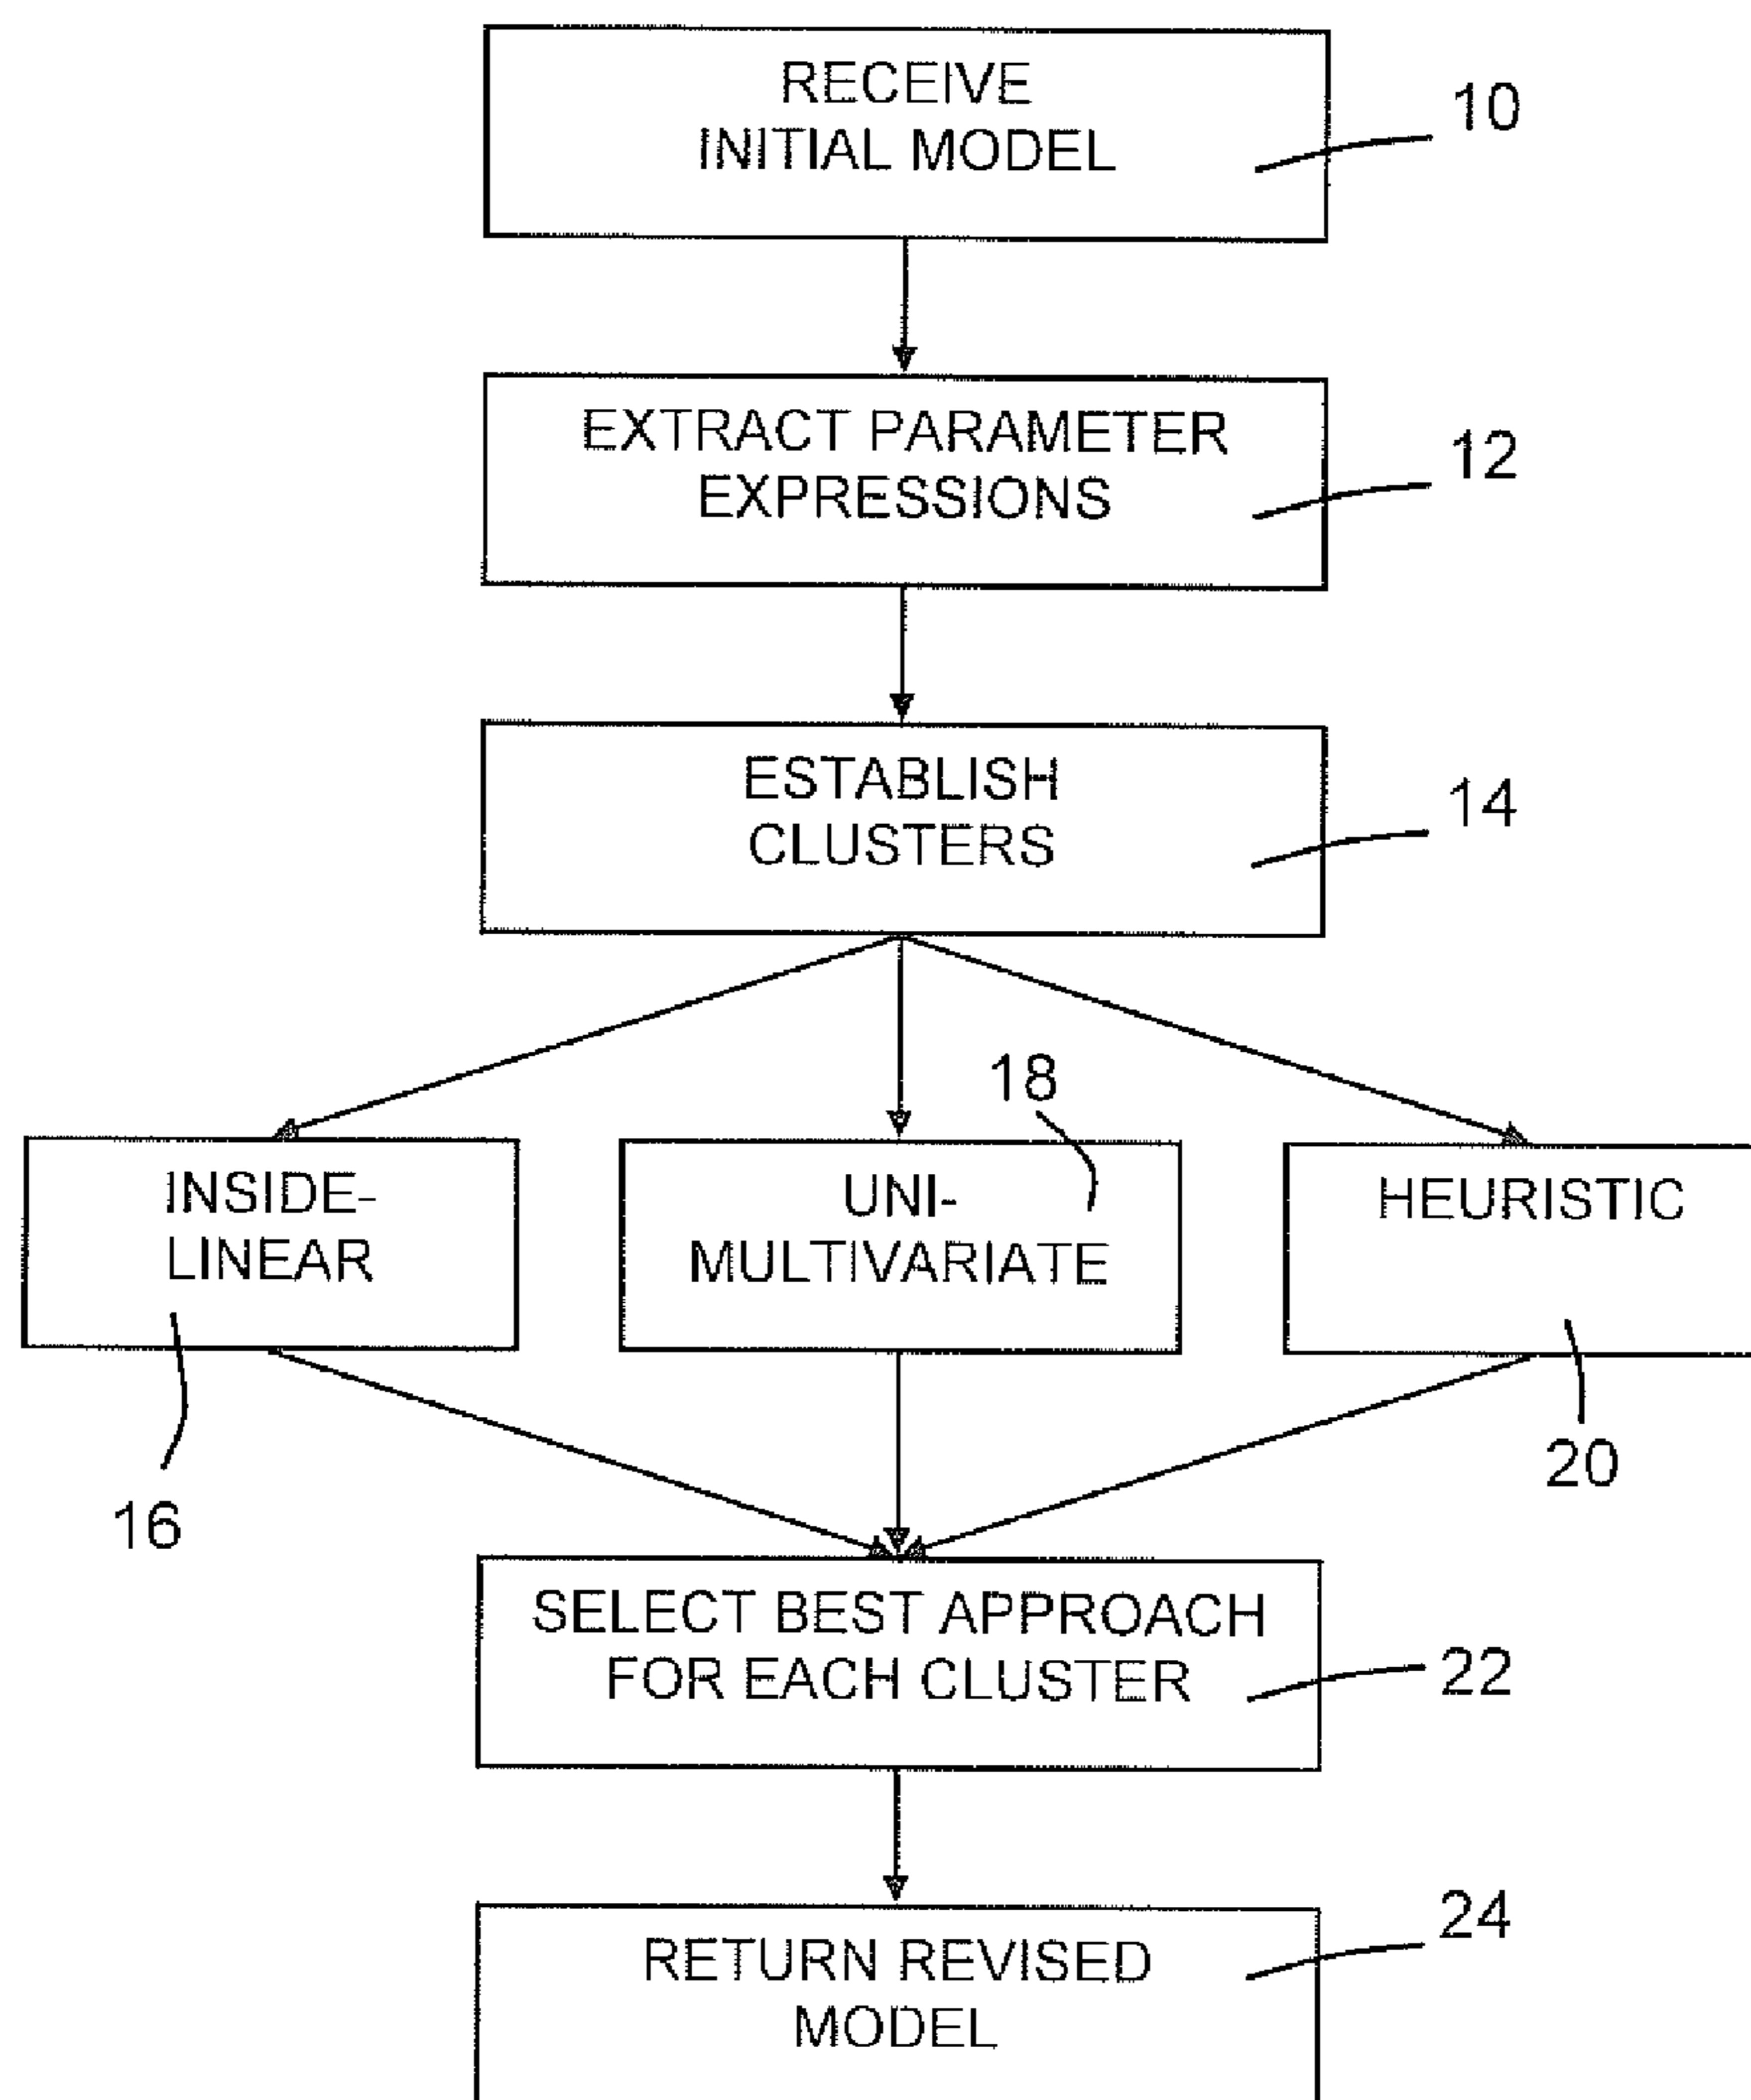 RECEIVE
INITIAL MODEL
10
EXTRACT PARAMETER
EXPRESSIONS
12
ESTABLISH
CLUSTERS
14
18
INSIDE-
LINEAR
UNI-
MULTIVARIATE
HEURISTIC
16
20
SELECT BEST APPROACH
FOR EACH CLUSTER
22
RETURN REVISED
MODEL
24